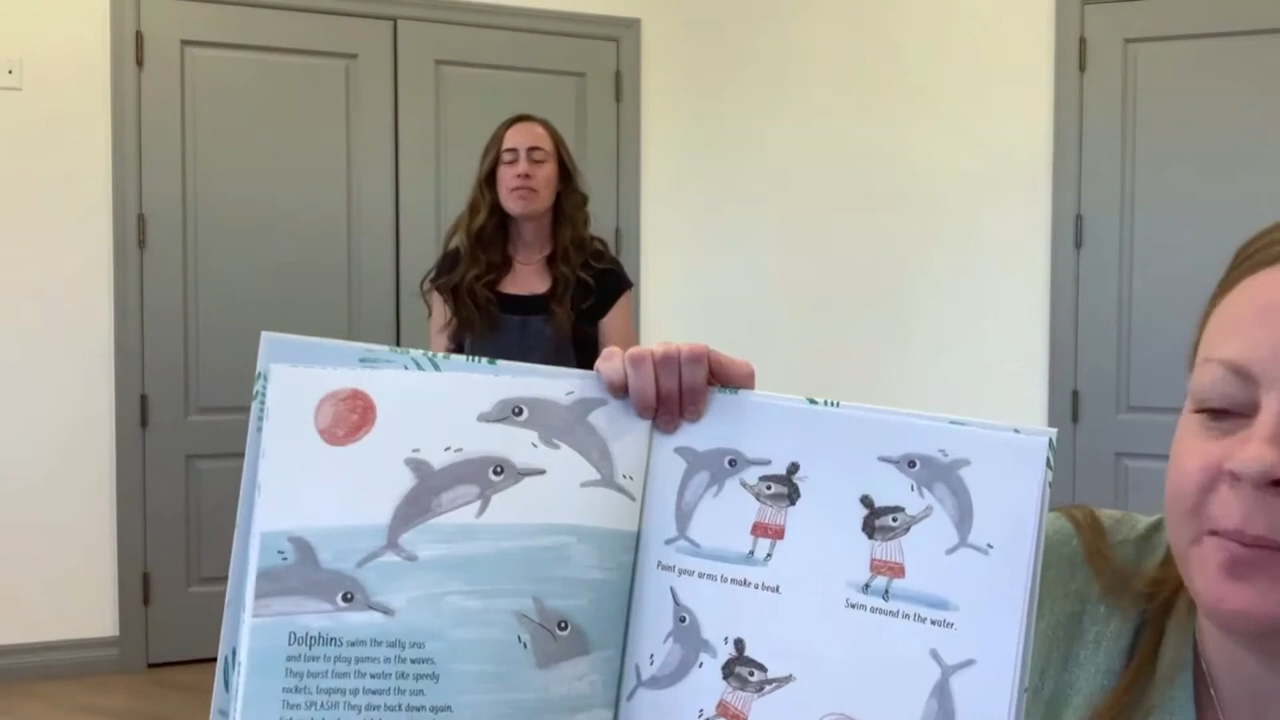 Dolphins swim the salty seas
and love to play games in the waves.
They burst from the water like speedy
rockets, leaping up toward the sun.
Then SPLASH! They dive back down again.
Point your arms to make a beak.
Swim around in the water.